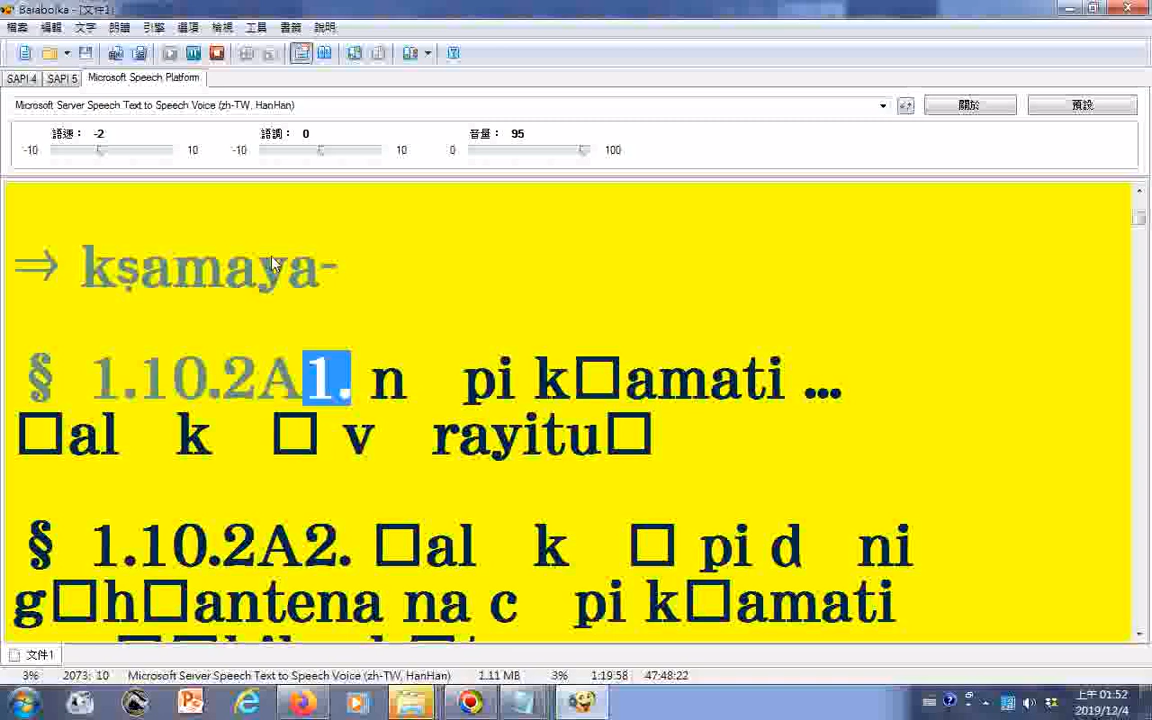 Balabolka - [文件1]
檔案 編輯 文字 朗讀 引擎 選項 檢視 工具 書籤 說明
SAPI 4 SAPI 5 Microsoft Speech Platform
Microsoft Server Speech Text to Speech Voice (zh-TW, HanHan) 關於 預設
語速： -2 語調： 0 音量： 95
-10 10 -10 10 0 100
⇒ kṣamaya-
§ 1.10.2A1. n pi k□amati ...
□al k □ v rayitu□
§ 1.10.2A2. □al k □ pi d ni
g□h□antena na c pi k□amati
文件1
3% 2073; 10 Microsoft Server Speech Text to Speech Voice (zh-TW, HanHan) 1.11 MB 3% 1:19:58 47:48:22
上午 01:52
2019/12/4